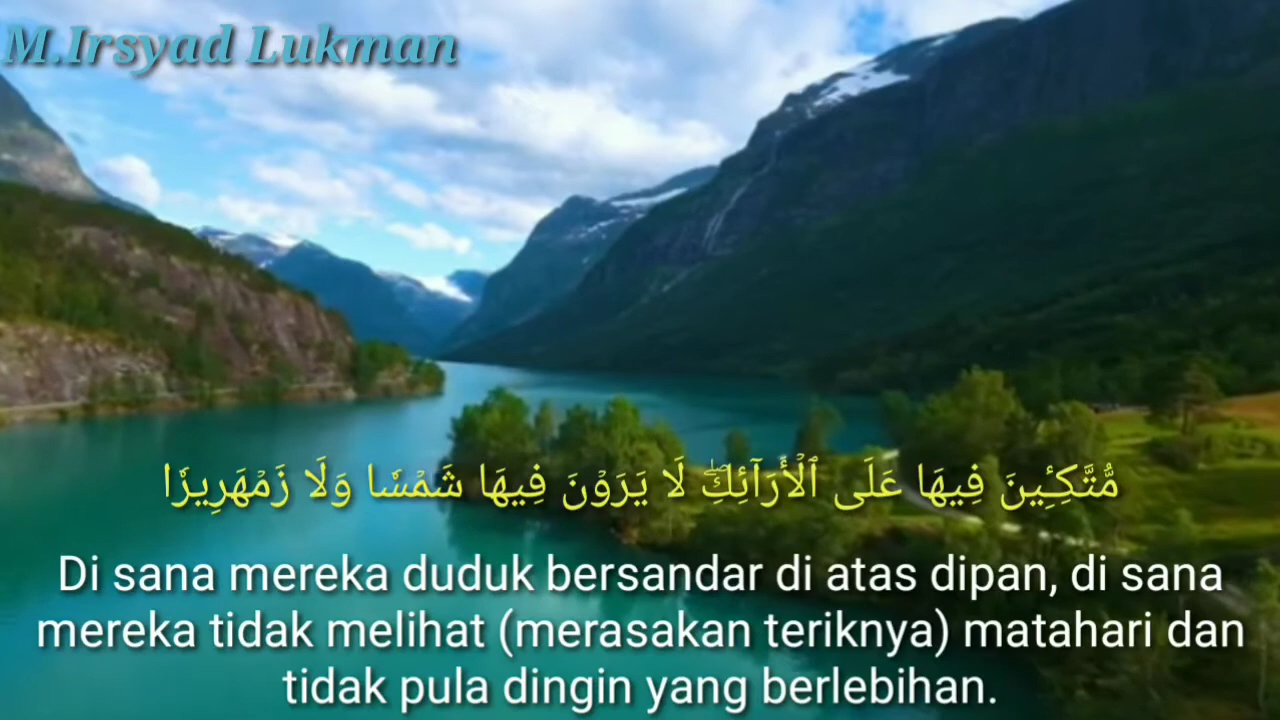 M.Irsyad Lukman
مُّتَّكِـِٔينَ فِيهَا عَلَى ٱلْأَرَآئِكِۖ لَا يَرَوْنَ فِيهَا شَمْسًا وَلَا زَمْهَرِيرًا
Di sana mereka duduk bersandar di atas dipan, di sana
mereka tidak melihat (merasakan teriknya) matahari dan
tidak pula dingin yang berlebihan.